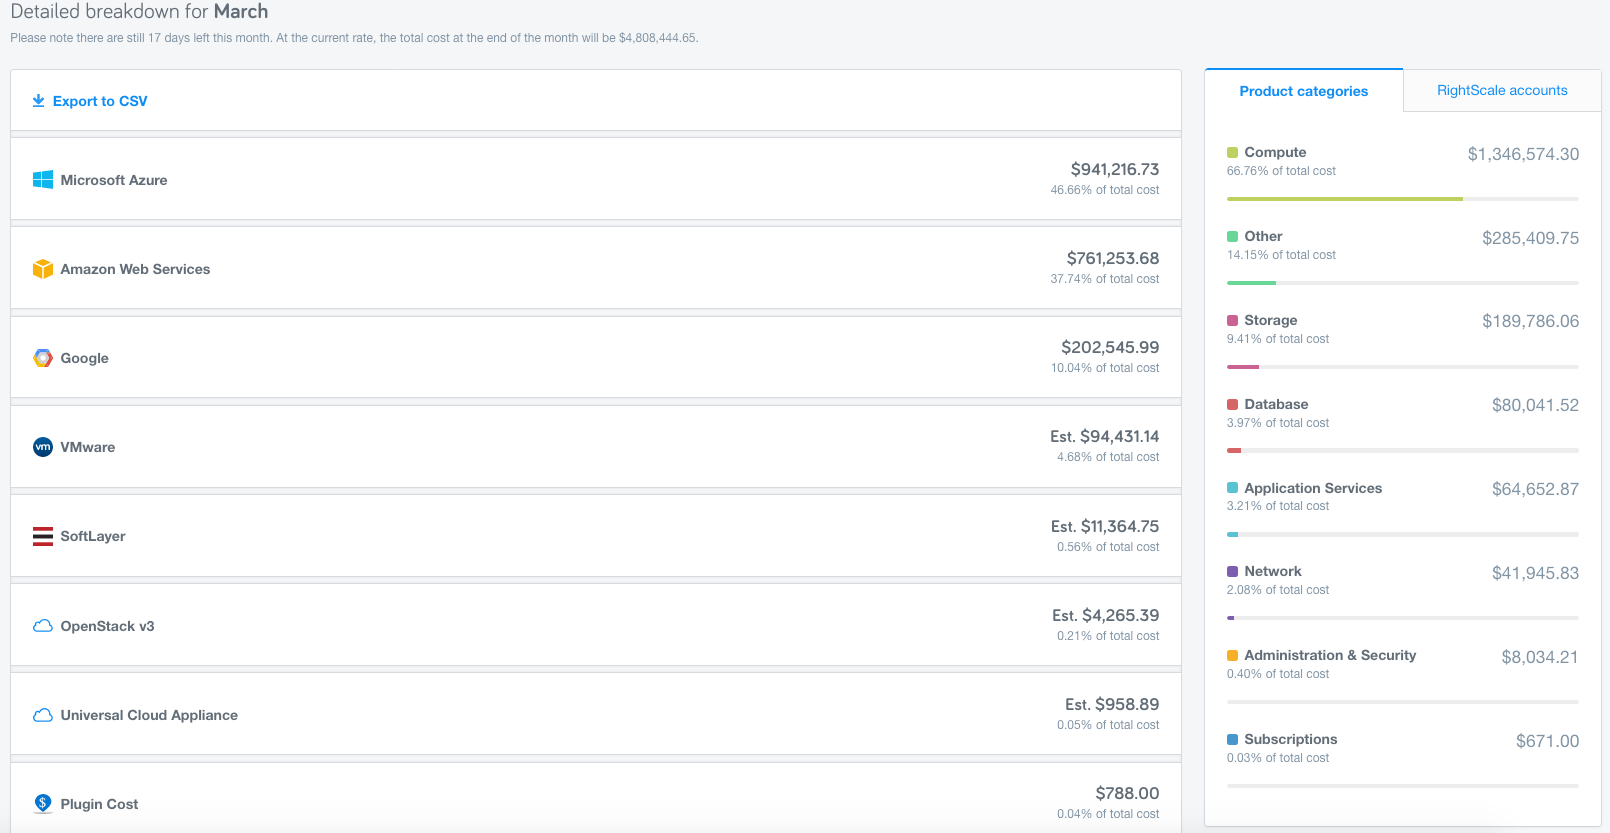 Detailed breakdown for March
Please note there are still 17 days left this month. At the current rate, the total cost at the end of the month will be $4,808,444.65.
Export to CSV
Microsoft Azure
$941,216.73
46.66% of total cost
Amazon Web Services
$761,253.68
37.74% of total cost
Google
$202,545.99
10.04% of total cost
vm VMware
Est. $94,431.14
4.68% of total cost
SoftLayer
Est. $11,364.75
0.56% of total cost
OpenStack v3
Est. $4,265.39
0.21% of total cost
Universal Cloud Appliance
Est. $958.89
0.05% of total cost
$ Plugin Cost
$788.00
0.04% of total cost
Product categories
RightScale accounts
Compute $1,346,574.30
66.76% of total cost
Other $285,409.75
14.15% of total cost
Storage $189,786.06
9.41% of total cost
Database $80,041.52
3.97% of total cost
Application Services $64,652.87
3.21% of total cost
Network $41,945.83
2.08% of total cost
Administration & Security $8,034.21
0.40% of total cost
Subscriptions $671.00
0.03% of total cost